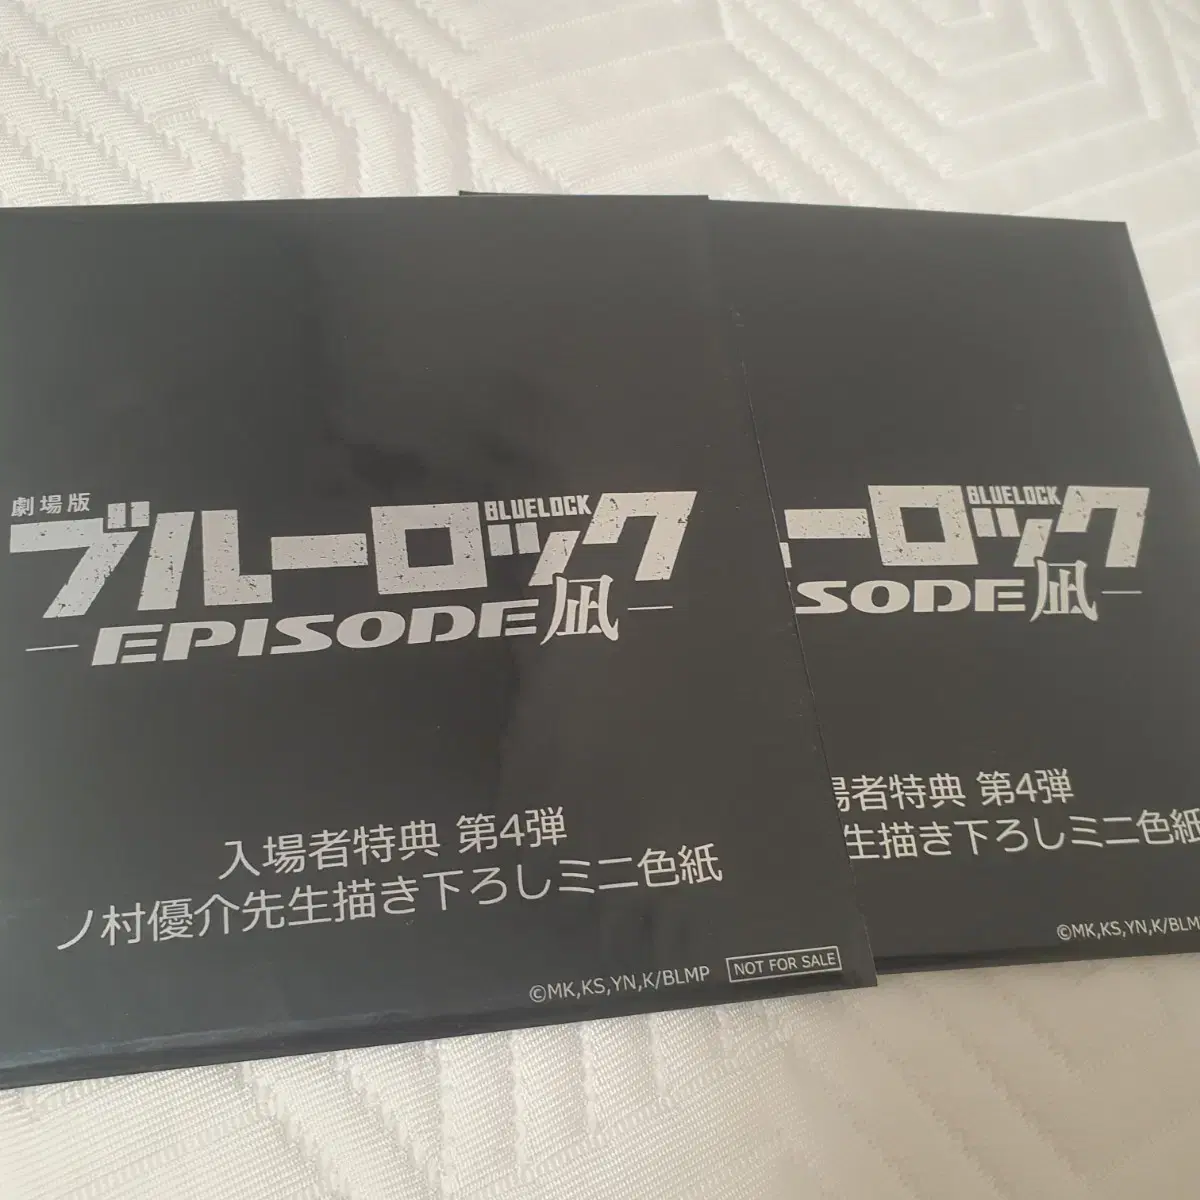 劇場版
ブルーロック
BLUELOCK
EPISODE凪
入場者特典 第4弾
ノ村優介先生描き下ろしミニ色紙
©MK,KS,YN,K/BLMP
NOT FOR SALE
ーロック
BLUELOCK
SODE凪
場者特典 第4弾
生描き下ろしミニ色紙
©MK,KS,YN,K/BLM